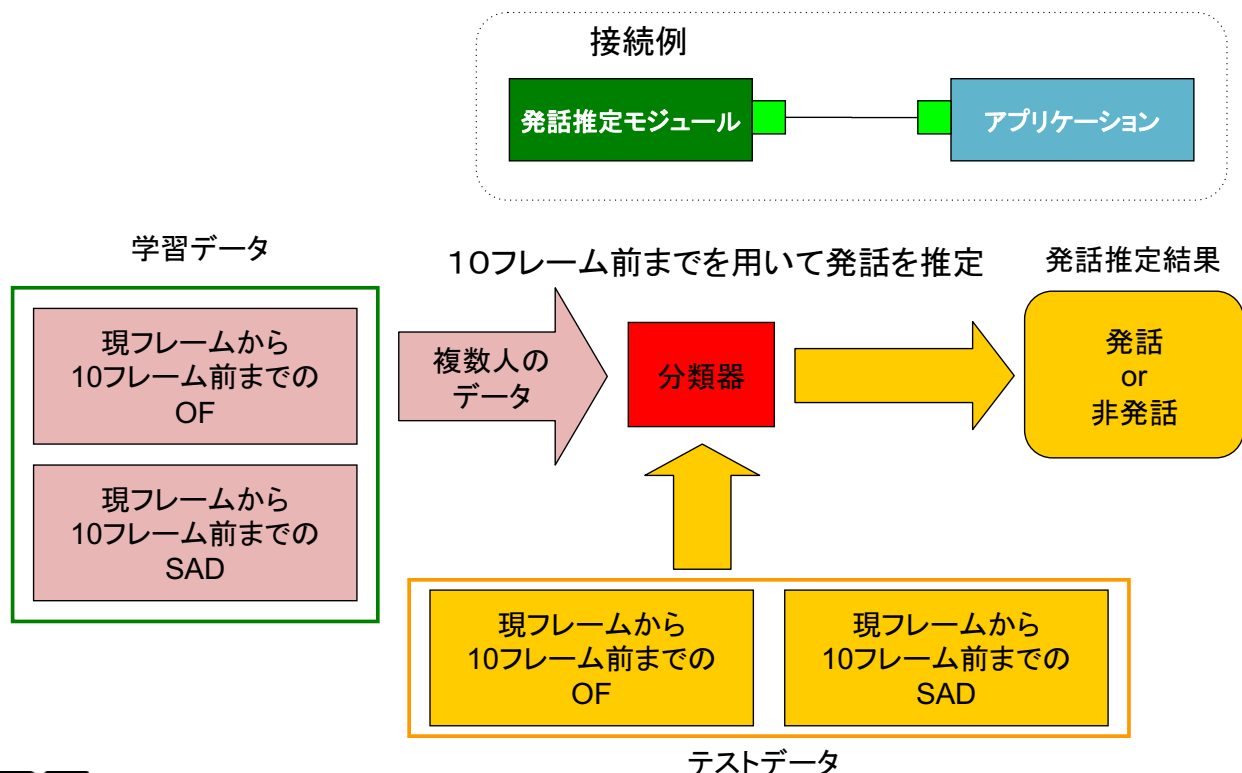 接続例
発話推定モジュール
アプリケーション
学習データ
10フレーム前までを用いて発話を推定
発話推定結果
現フレームから
10フレーム前までの
OF
現フレームから
10フレーム前までの
SAD
複数人の
データ
分類器
発話
or
非発話
現フレームから
10フレーム前までの
OF
現フレームから
10フレーム前までの
SAD
テストデータ